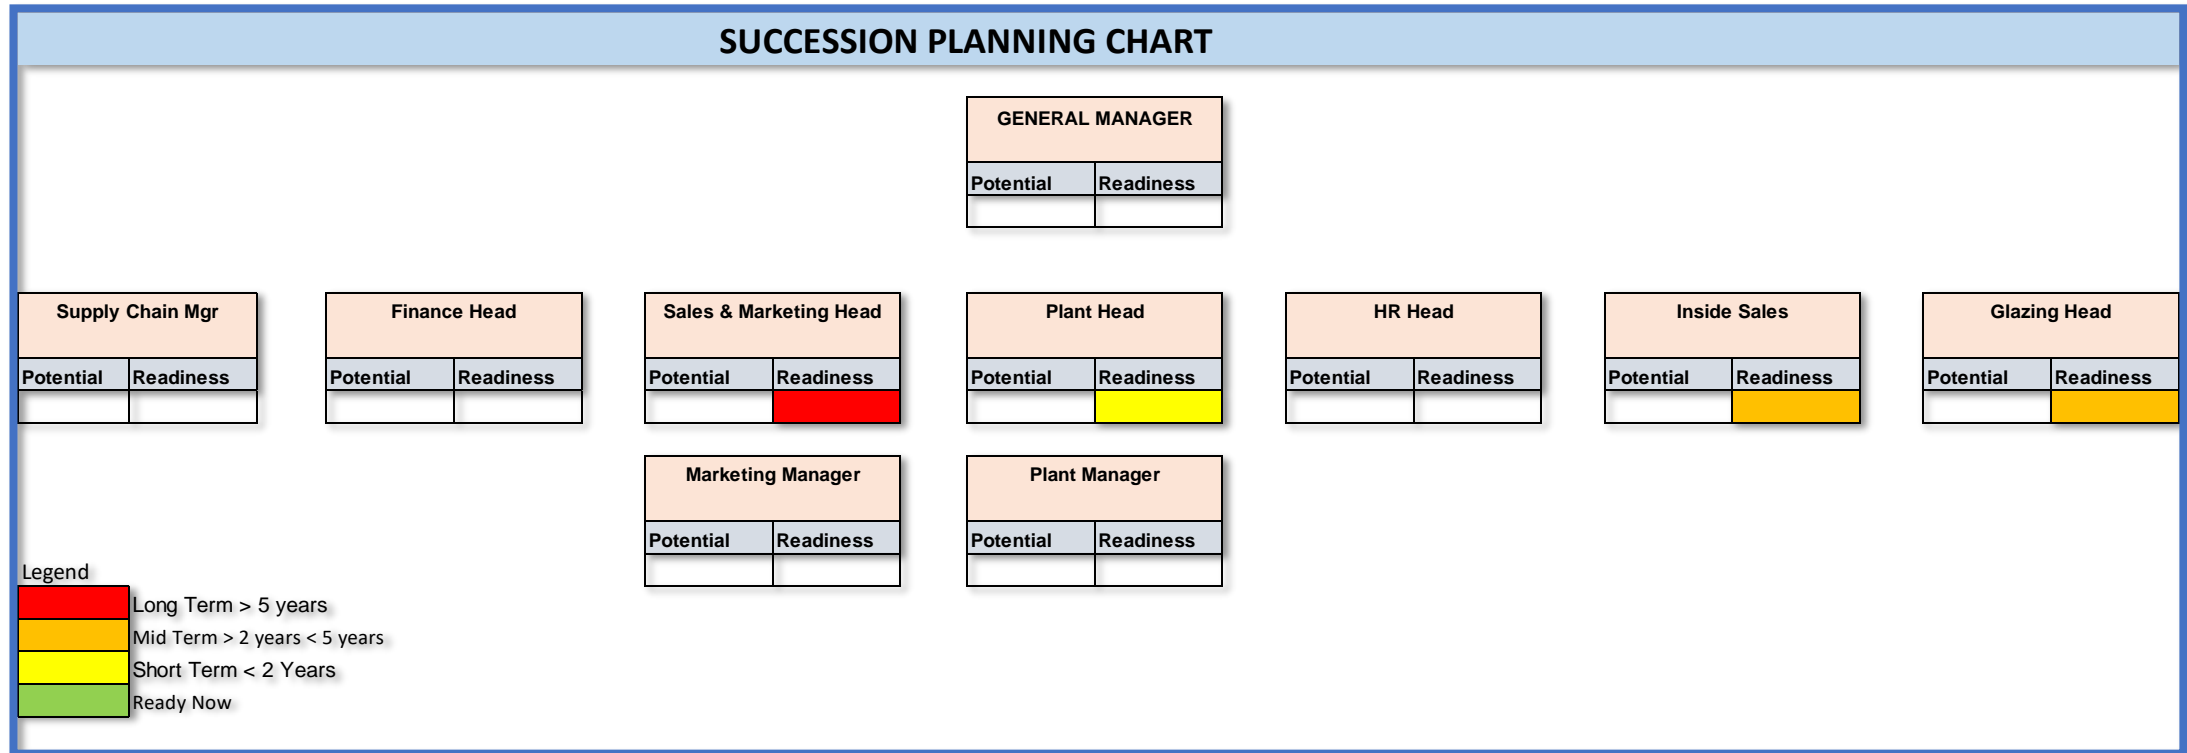 SUCCESSION PLANNING CHART
GENERAL MANAGER
Potential Readiness
Supply Chain Mgr
Potential Readiness
Finance Head
Potential Readiness
Sales & Marketing Head
Potential Readiness
Plant Head
Potential Readiness
HR Head
Potential Readiness
Inside Sales
Potential Readiness
Glazing Head
Potential Readiness
Marketing Manager
Potential Readiness
Plant Manager
Potential Readiness
Legend
Long Term > 5 years
Mid Term > 2 years < 5 years
Short Term < 2 Years
Ready Now